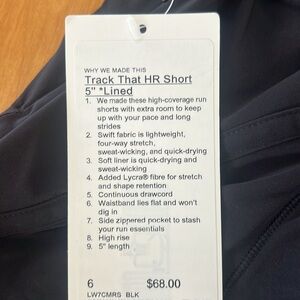 WHY WE MADE THIS
Track That HR Short
5" *Lined
1. We made these high-coverage run
shorts with extra room to keep
up with your pace and long
strides
2. Swift fabric is lightweight,
four-way stretch,
sweat-wicking, and quick-drying
3. Soft liner is quick-drying and
sweat-wicking
4. Added Lycra® fibre for stretch
and shape retention
5. Continuous drawcord
6. Waistband lies flat and won't
dig in
7. Side zippered pocket to stash
your run essentials
8. High rise
9. 5" length
6 $68.00
LW7CMRS BLK